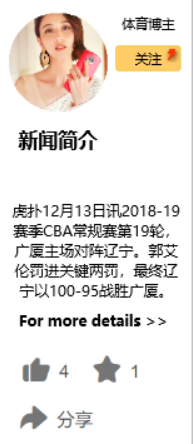 体育博主
关注
新闻简介
虎扑12月13日讯2018-19
赛季CBA常规赛第19轮，
广厦主场对阵辽宁。郭艾
伦罚进关键两罚，最终辽
宁以100-95战胜广厦。
For more details >>
4 1
分享